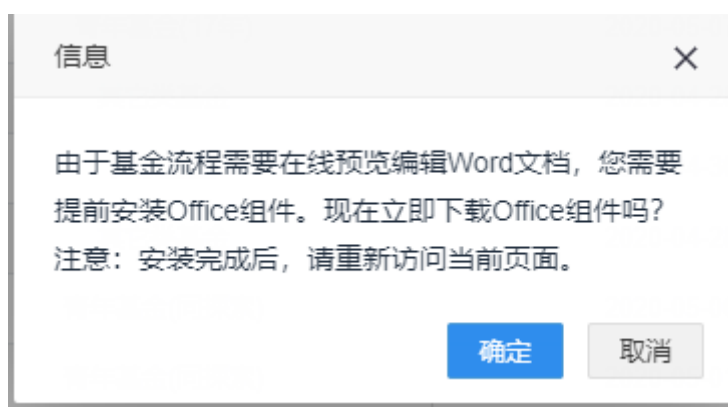 信息
由于基金流程需要在线预览编辑Word文档，您需要
提前安装Office组件。现在立即下载Office组件吗?
注意：安装完成后，请重新访问当前页面。
确定 取消